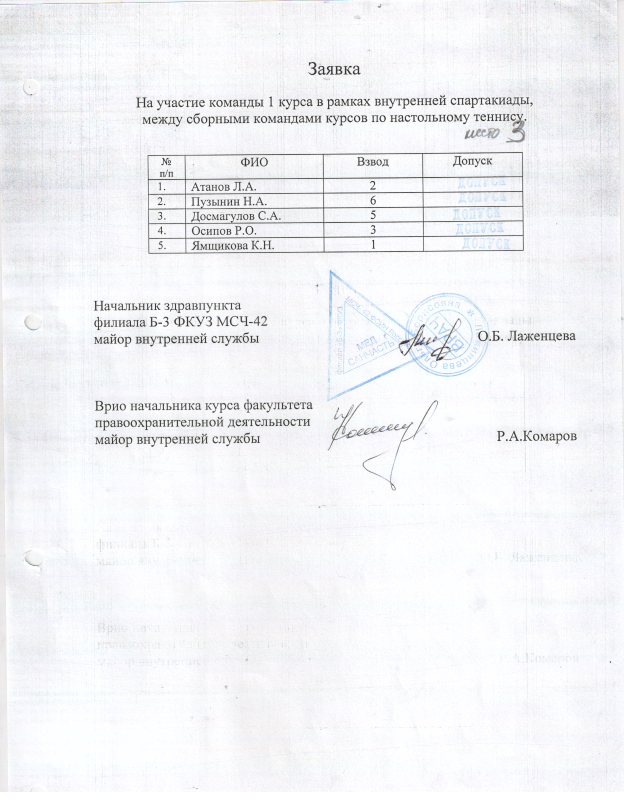 Заявка
На участие команды 1 курса в рамках внутренней спартакиады,
между сборными командами курсов по настольному теннису.
место 3
№ п/п ФИО Взвод Допуск
1. Атанов Л.А. 2 ДОПУСК
2. Пузынин Н.А. 6 ДОПУСК
3. Досмагулов С.А. 5 ДОПУСК
4. Осипов Р.О. 3 ДОПУСК
5. Ямщикова К.Н. 1 ДОПУСК
Начальник здравпункта
филиала Б-3 ФКУЗ МСЧ-42
майор внутренней службы О.Б. Лаженцева
МЕД
САНЧАСТЬ
ВРАЧ
Врио начальника курса факультета
правоохранительной деятельности
майор внутренней службы Р.А.Комаров